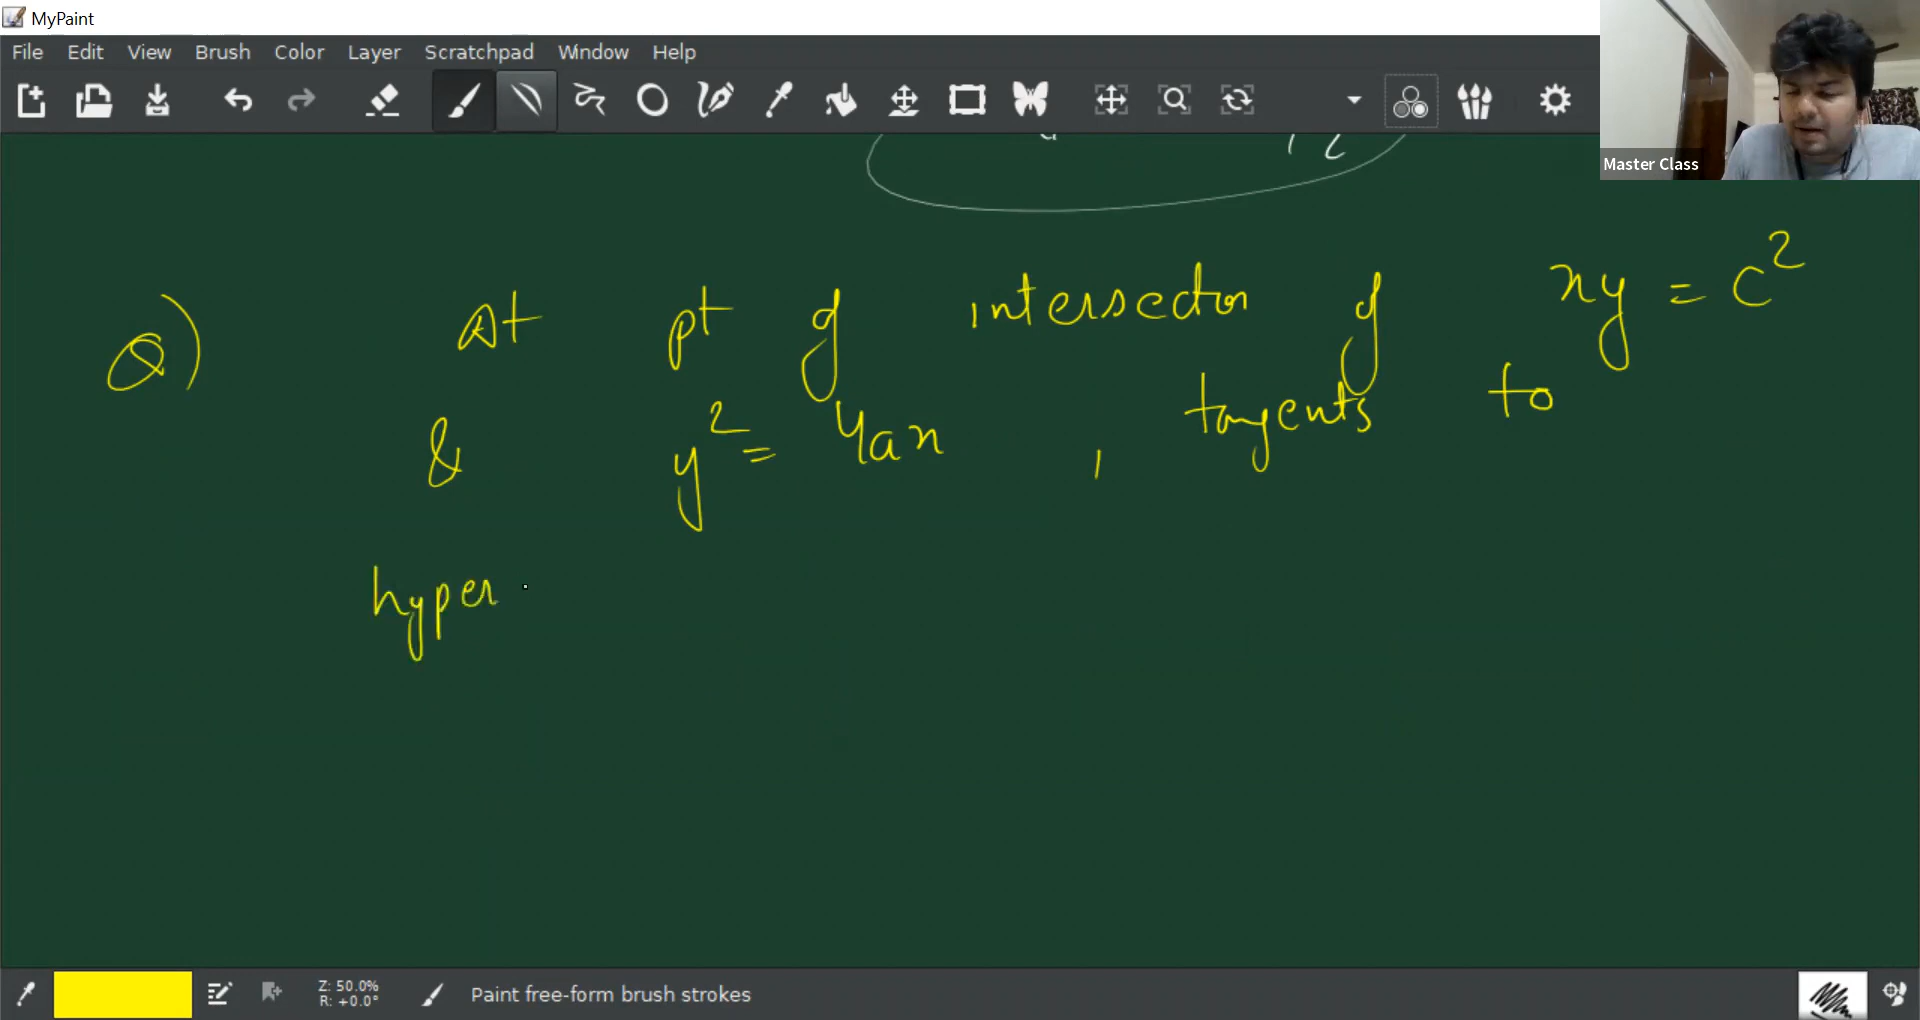 MyPaint
File Edit View Brush Color Layer Scratchpad Window Help
Master Class
Q) At pt of intersection of xy = c²
& y² = 4ax , tangents to
hyper
Z: 50.0%
R: +0.0°
Paint free-form brush strokes